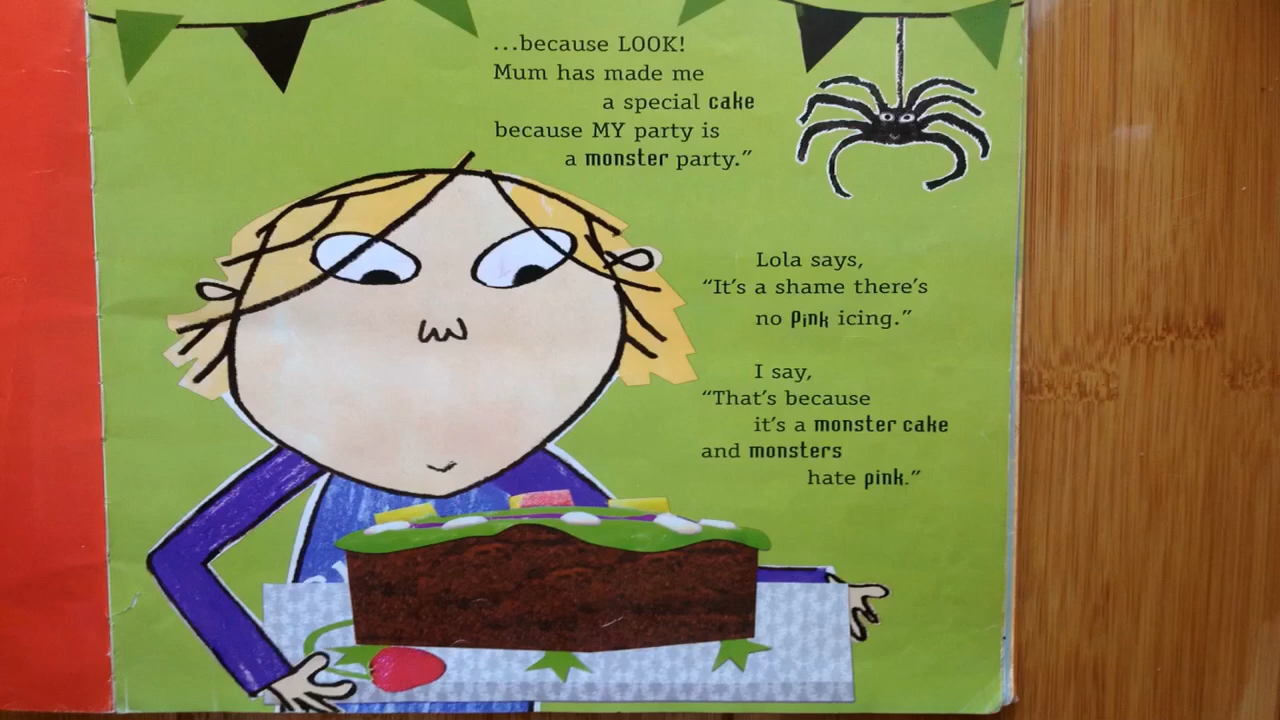 ...because LOOK!
Mum has made me
a special cake
because MY party is
a monster party.”
Lola says,
“It’s a shame there’s
no pink icing.”
I say,
“That’s because
it’s a monster cake
and monsters
hate pink.”